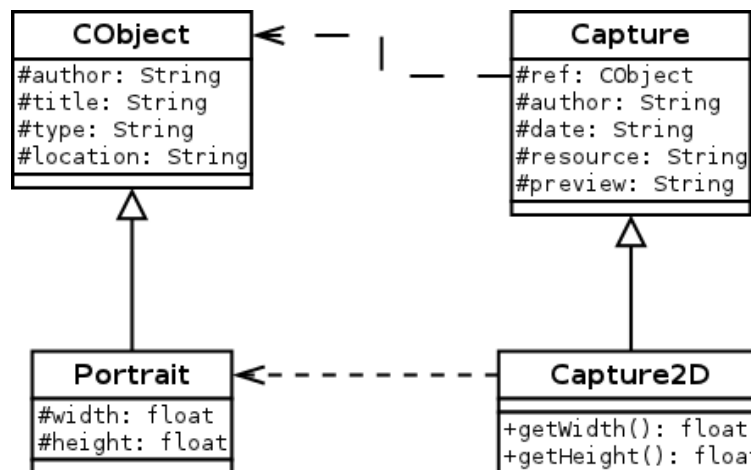 CObject
#author: String
#title: String
#type: String
#location: String
Capture
#ref: CObject
#author: String
#date: String
#resource: String
#preview: String
Portrait
#width: float
#height: float
Capture2D
+getWidth(): float
+getHeight(): floa